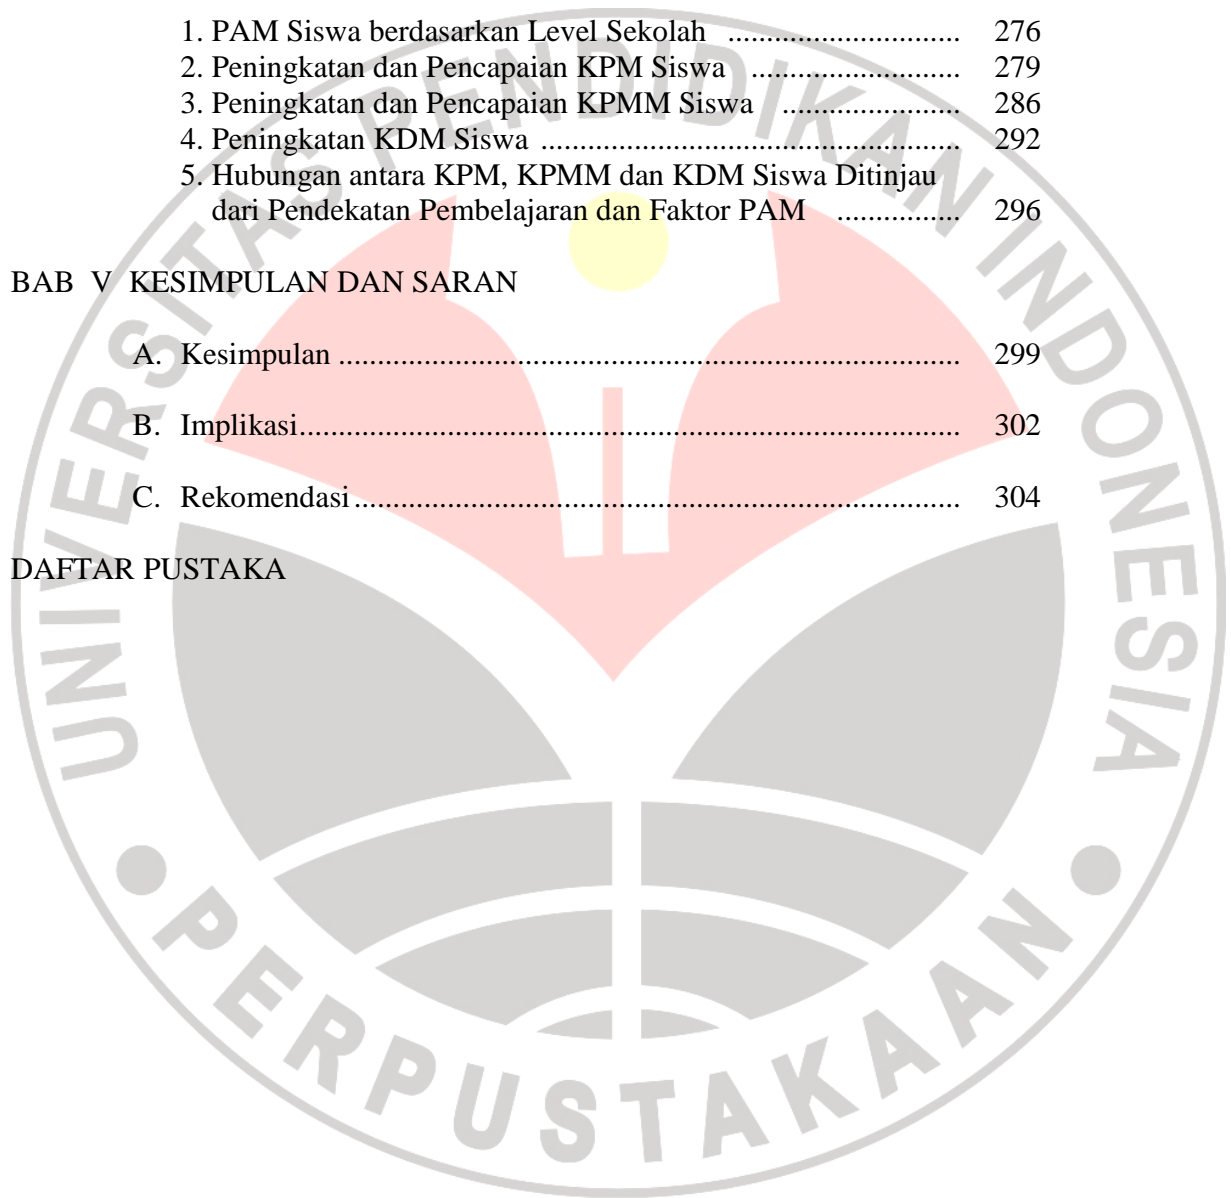 1. PAM Siswa berdasarkan Level Sekolah .............................. 276
2. Peningkatan dan Pencapaian KPM Siswa ........................... 279
3. Peningkatan dan Pencapaian KPMM Siswa ....................... 286
4. Peningkatan KDM Siswa ...................................................... 292
5. Hubungan antara KPM, KPMM dan KDM Siswa Ditinjau
dari Pendekatan Pembelajaran dan Faktor PAM ................ 296
BAB V KESIMPULAN DAN SARAN
A. Kesimpulan ................................................................................ 299
B. Implikasi..................................................................................... 302
C. Rekomendasi.............................................................................. 304
DAFTAR PUSTAKA
UNIVERSITAS PENDIDIKAN INDONESIA
PERPUSTAKAAN